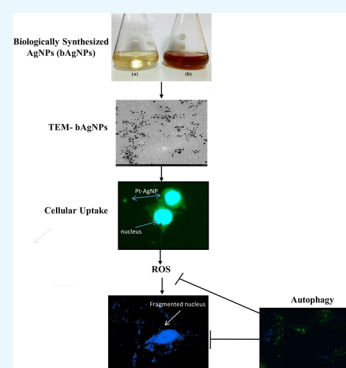 Biologically Synthesized
AgNPs (bAgNPs)
(a)
(b)
TEM- bAgNPs
Pt-AgNP
Cellular Uptake
nucleus
ROS
Fragmented nucleus
Autophagy